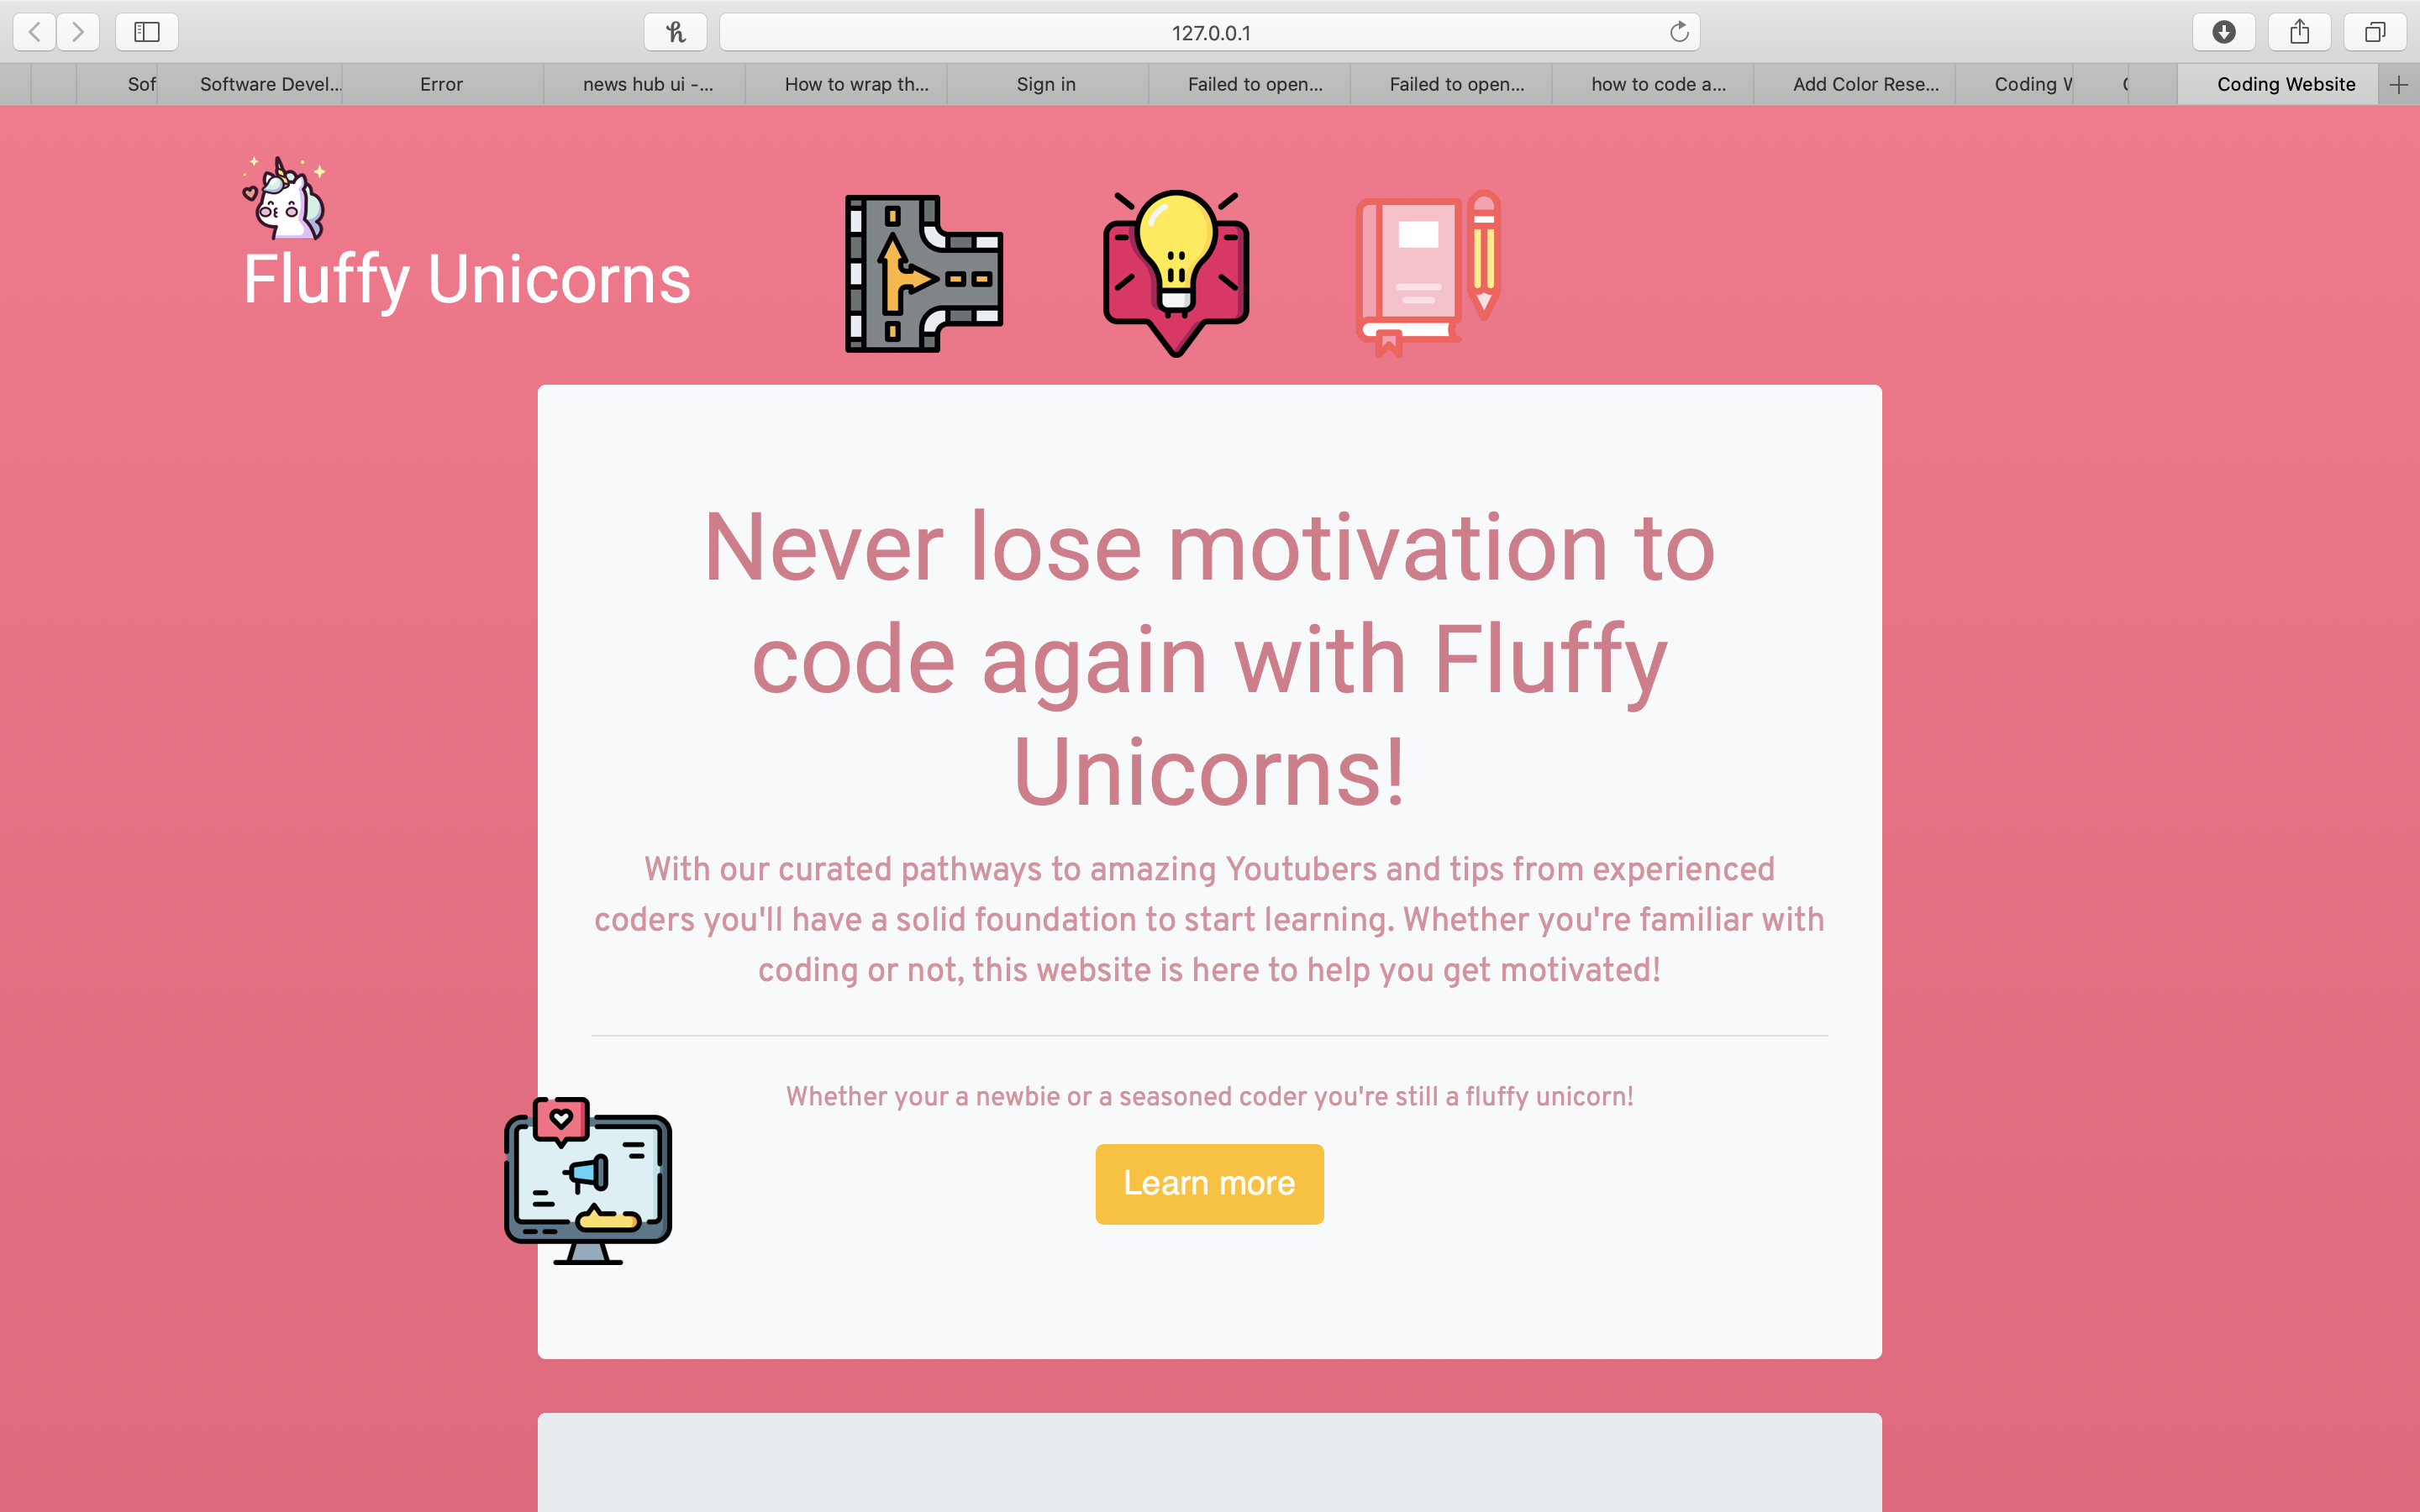 127.0.0.1
Sof
Software Devel...
Error
news hub ui -...
How to wrap th...
Sign in
Failed to open...
Failed to open...
how to code a...
Add Color Rese...
Coding W
Coding Website
Fluffy Unicorns
Never lose motivation to
code again with Fluffy
Unicorns!
With our curated pathways to amazing Youtubers and tips from experienced
coders you'll have a solid foundation to start learning. Whether you're familiar with
coding or not, this website is here to help you get motivated!
Whether your a newbie or a seasoned coder you're still a fluffy unicorn!
Learn more